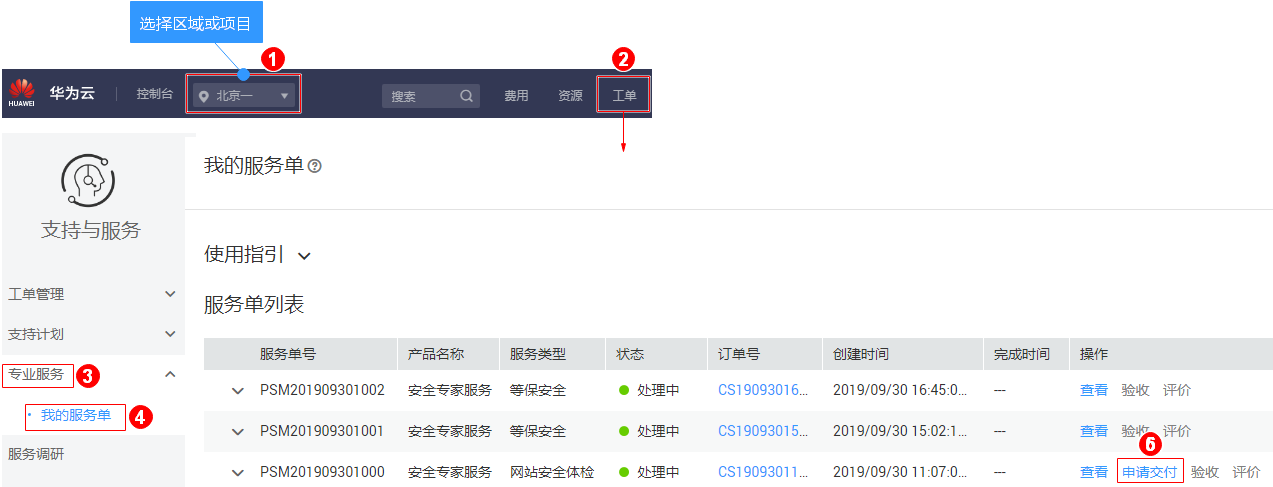 选择区域或项目
1
2
HUAWEI 华为云 控制台 北京一 搜索 费用 资源 工单
我的服务单 ?
支持与服务
使用指引
工单管理
服务单列表
支持计划
服务单号 产品名称 服务类型 状态 订单号 创建时间 完成时间 操作
专业服务 3
PSM201909301002 安全专家服务 等保安全 处理中 CS19093016... 2019/09/30 16:45:0... --- 查看 验收 评价
我的服务单 4
PSM201909301001 安全专家服务 等保安全 处理中 CS19093015... 2019/09/30 15:02:1... --- 查看 验收 评价
6
服务调研
PSM201909301000 安全专家服务 网站安全体检 处理中 CS19093011... 2019/09/30 11:07:0... --- 查看 申请交付 验收 评价